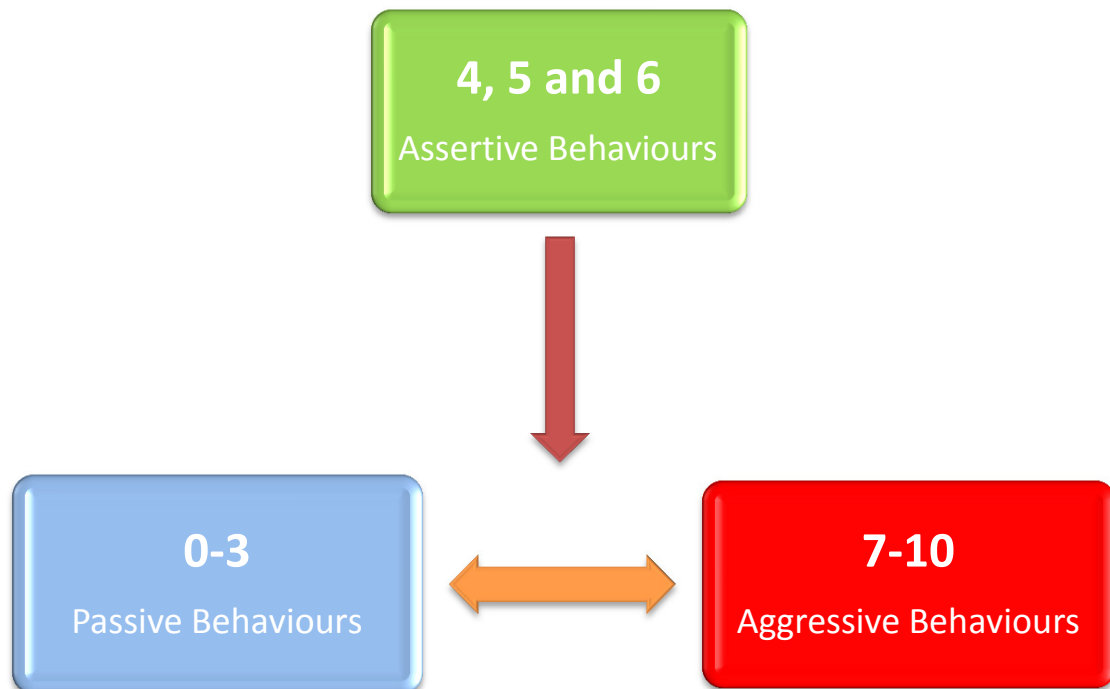 4, 5 and 6
Assertive Behaviours
0-3
Passive Behaviours
7-10
Aggressive Behaviours